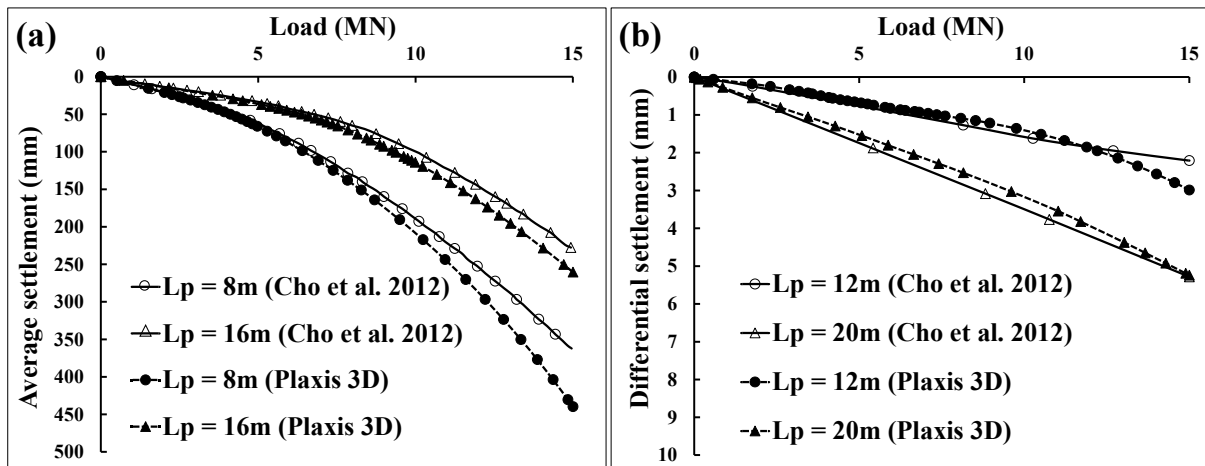 (a)
Load (MN)
0 5 10 15
Average settlement (mm)
0
50
100
150
200
250
300
350
400
450
500
Lp = 8m (Cho et al. 2012)
Lp = 16m (Cho et al. 2012)
Lp = 8m (Plaxis 3D)
Lp = 16m (Plaxis 3D)
(b)
Load (MN)
0 5 10 15
Differential settlement (mm)
0
1
2
3
4
5
6
7
8
9
10
Lp = 12m (Cho et al. 2012)
Lp = 20m (Cho et al. 2012)
Lp = 12m (Plaxis 3D)
Lp = 20m (Plaxis 3D)